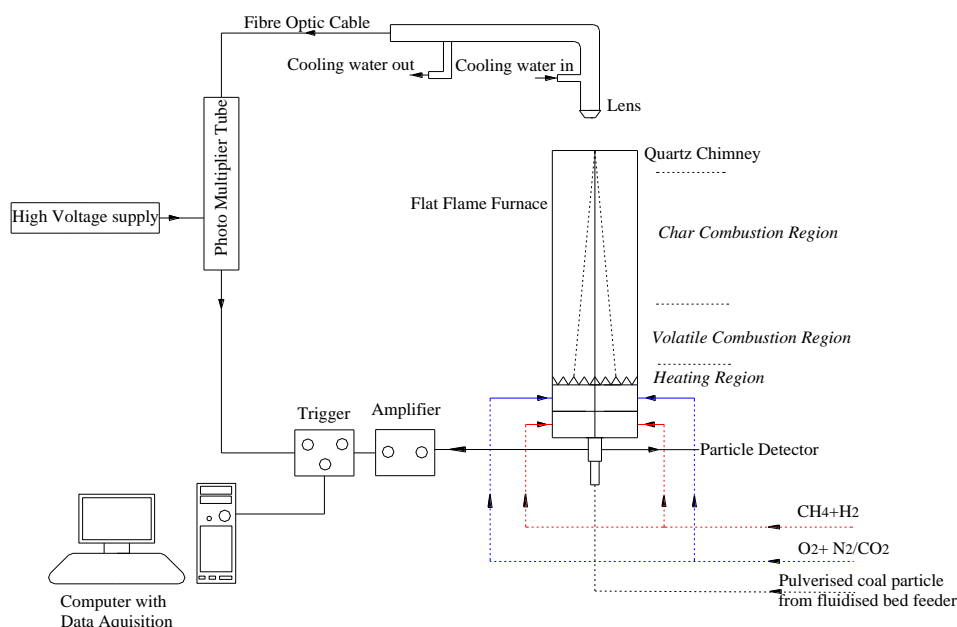 Fibre Optic Cable
Cooling water out
Cooling water in
Lens
Photo Multiplier Tube
High Voltage supply
Quartz Chimney
Flat Flame Furnace
Char Combustion Region
Volatile Combustion Region
Heating Region
Trigger
Amplifier
Particle Detector
CH4+H2
O2+ N2/CO2
Pulverised coal particle
from fluidised bed feeder
Computer with
Data Aquisition